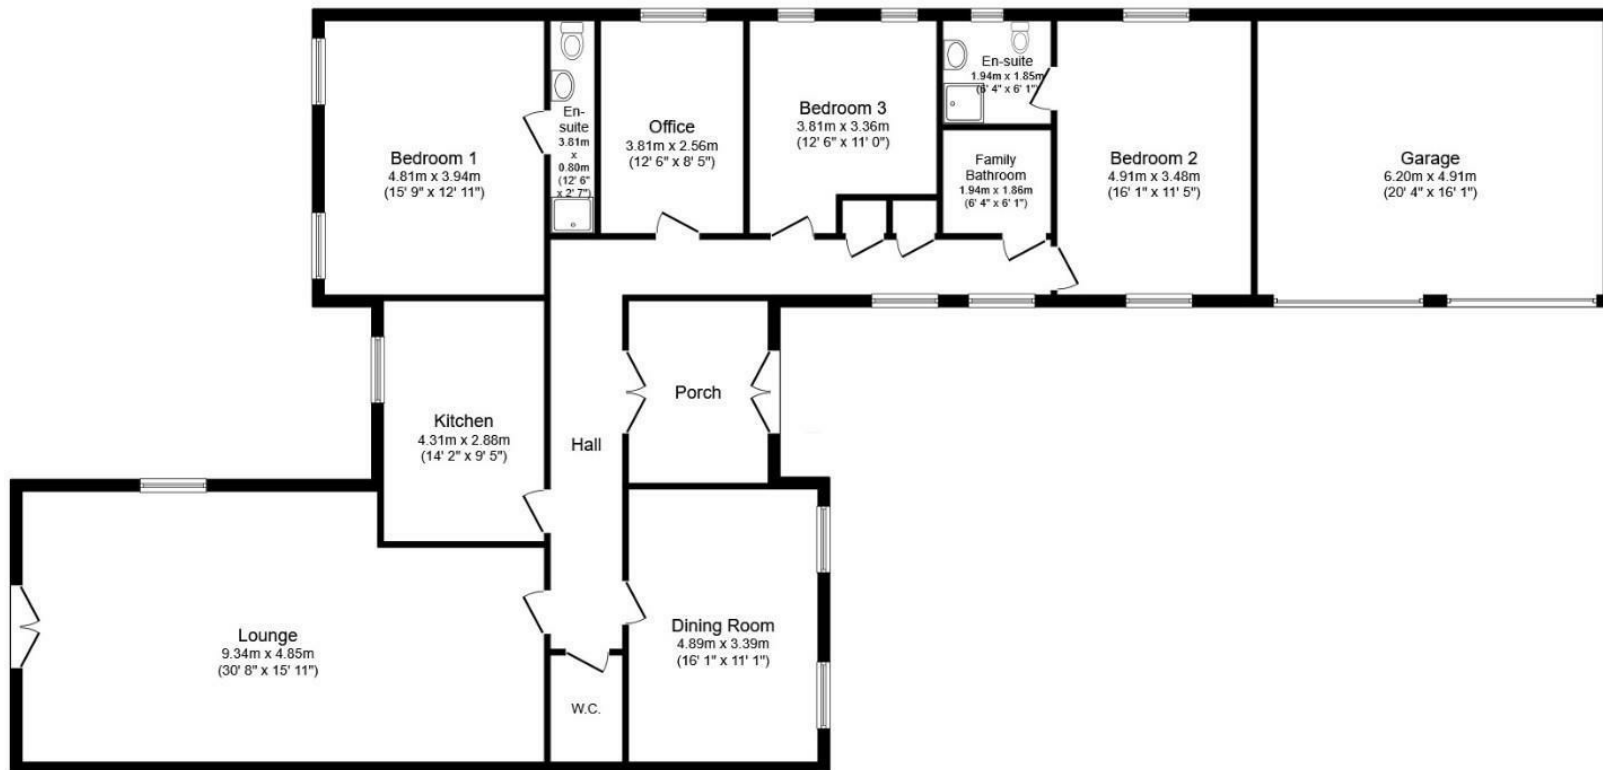 Bedroom 1
4.81m x 3.94m
(15' 9" x 12' 11")
En-
suite
3.81m
x
0.80m
(12' 6"
x 2' 7")
Office
3.81m x 2.56m
(12' 6" x 8' 5")
Bedroom 3
3.81m x 3.36m
(12' 6" x 11' 0")
En-suite
1.94m x 1.85m
(6' 4" x 6' 1")
Family
Bathroom
1.94m x 1.86m
(6' 4" x 6' 1")
Bedroom 2
4.91m x 3.48m
(16' 1" x 11' 5")
Garage
6.20m x 4.91m
(20' 4" x 16' 1")
Kitchen
4.31m x 2.88m
(14' 2" x 9' 5")
Hall
Porch
Lounge
9.34m x 4.85m
(30' 8" x 15' 11")
Dining Room
4.89m x 3.39m
(16' 1" x 11' 1")
W.C.